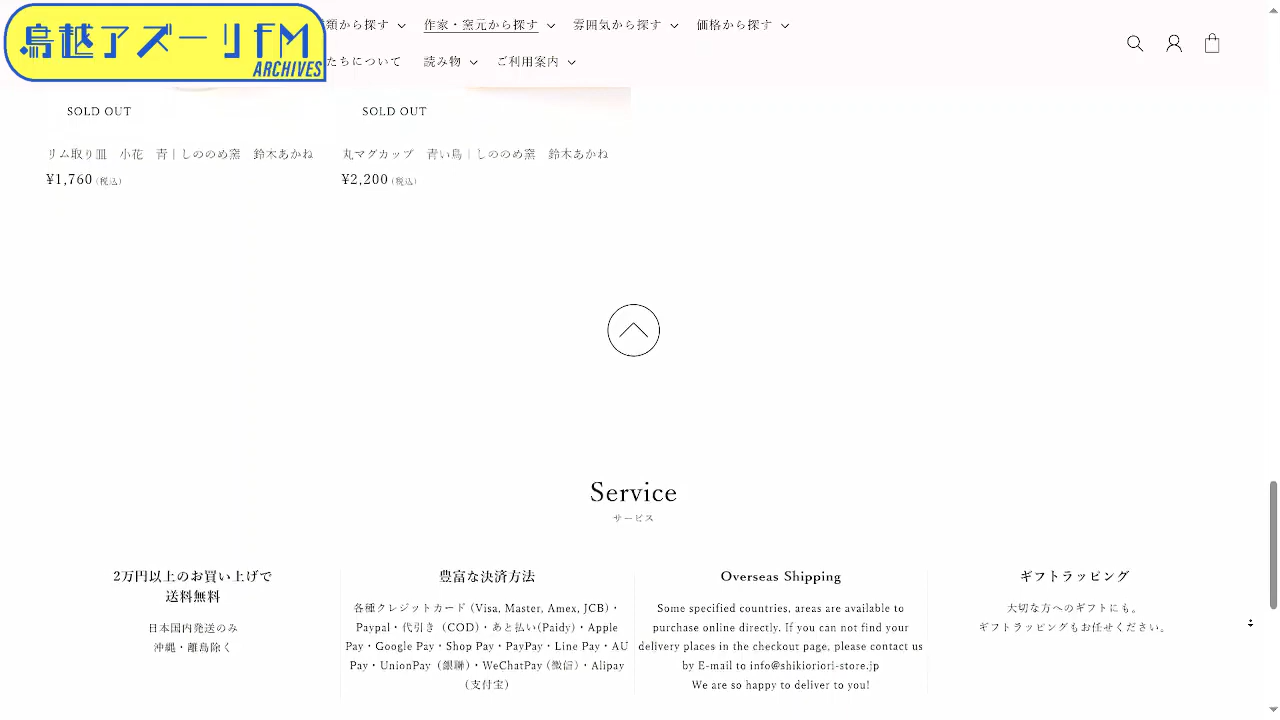 鳥越アズーリFM
ARCHIVES
類から探す
作家・窯元から探す
雰囲気から探す
価格から探す
たちについて
読み物
ご利用案内
SOLD OUT
SOLD OUT
リム取り皿　小花　青 | しののめ窯　鈴木あかね
丸マグカップ　青い鳥 | しののめ窯　鈴木あかね
¥1,760 (税込)
¥2,200 (税込)
Service
サービス
2万円以上のお買い上げで
送料無料
日本国内発送のみ
沖縄・離島除く
豊富な決済方法
各種クレジットカード (Visa, Master, Amex, JCB)・
Paypal・代引き（COD)・あと払い(Paidy)・Apple
Pay・Google Pay・Shop Pay・PayPay・Line Pay・AU
Pay・UnionPay（銀聯)・WeChatPay (微信)・Alipay
（支付宝）
Overseas Shipping
Some specified countries, areas are available to
purchase online directly. If you can not find your
delivery places in the checkout page, please contact us
by E-mail to info@shikioriori-store.jp
We are so happy to deliver to you!
ギフトラッピング
大切な方へのギフトにも。
ギフトラッピングもお任せください。